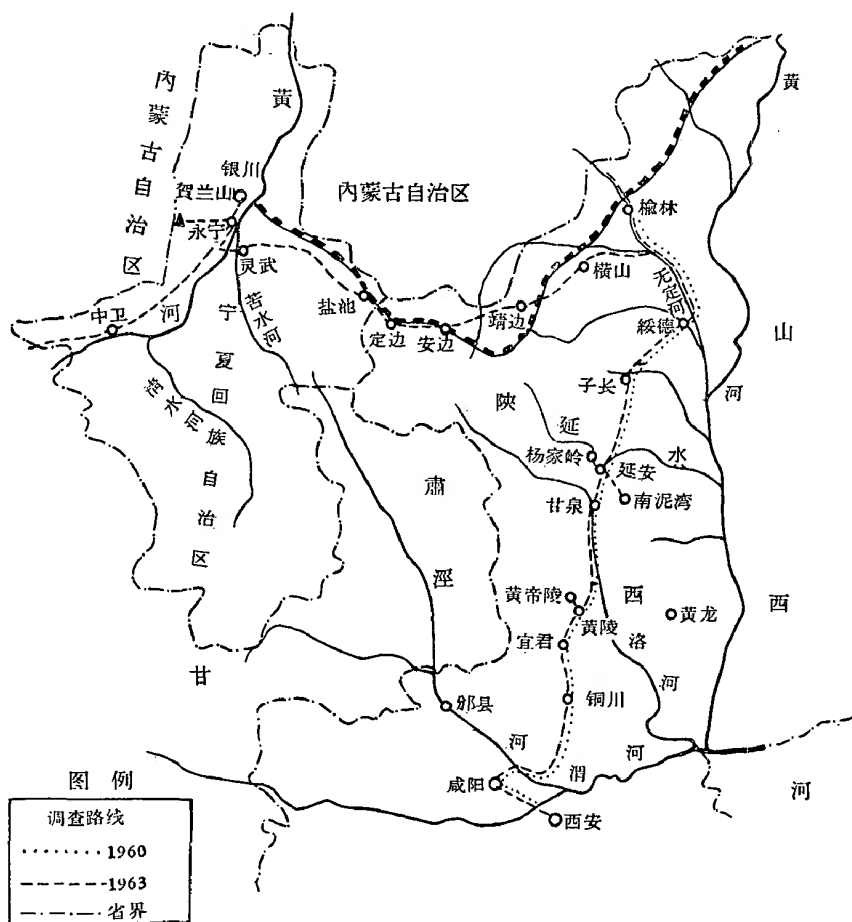 内蒙古自治区
黄
黄
银川
贺兰山
内蒙古自治区
榆林
永宁
灵武
横山
无定河
盐池
靖边
中卫
河
宁夏回族自治区
苦水河
定边
安边
绥德
山
清水河
子长
陕
河
延
水
杨家岭
延安
肃
甘泉
南泥湾
泾
黄帝陵
西
黄龙
西
黄陵
宜君
洛
甘
河
邠县
铜川
河
河
图 例
咸阳
渭
河
调查路线
西安
1960
1963
省界